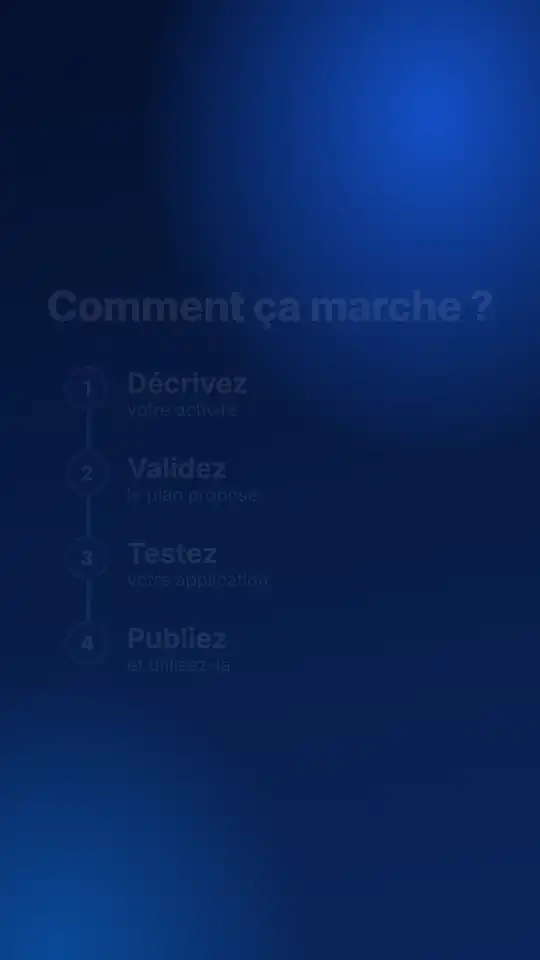 Comment ça marche ?
1
Décrivez
votre activité
2
Validez
le plan proposé
3
Testez
votre application
4
Publiez
et utilisez-la